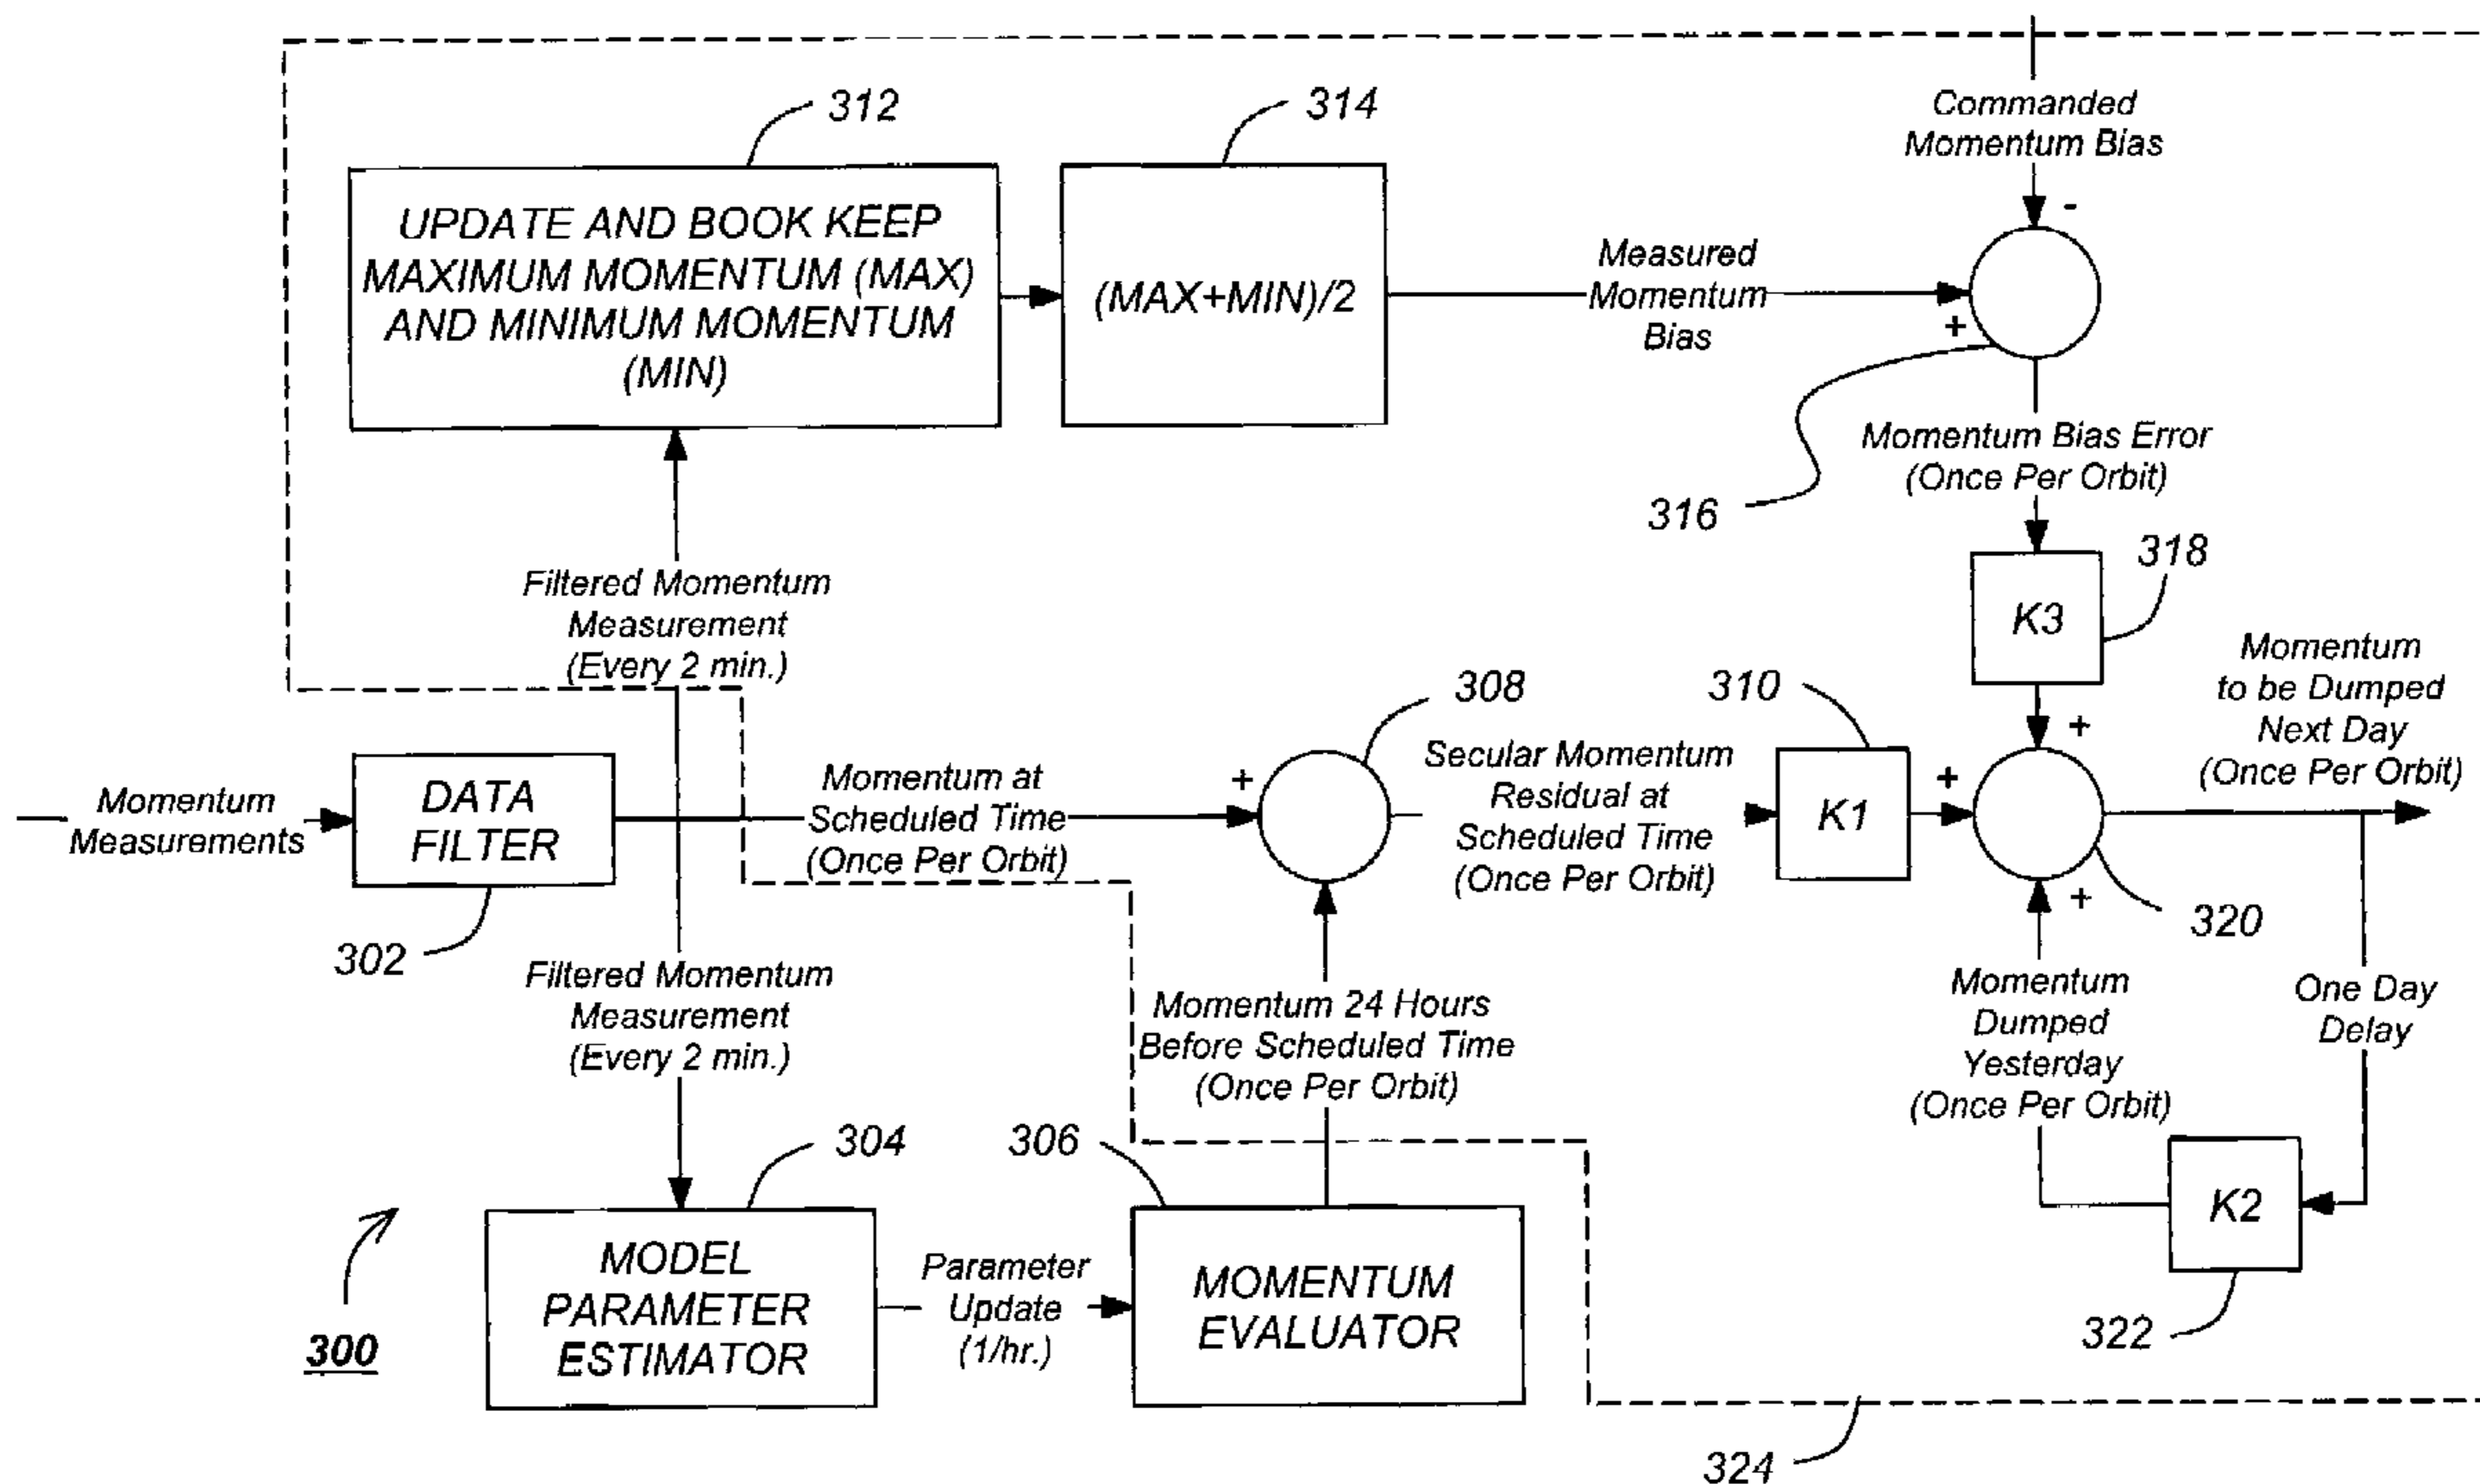 312
314
Commanded
Momentum Bias
-
UPDATE AND BOOK KEEP
MAXIMUM MOMENTUM (MAX)
AND MINIMUM MOMENTUM
(MIN)
(MAX+MIN)/2
Measured
Momentum
Bias
+
316
Momentum Bias Error
(Once Per Orbit)
318
K3
Filtered Momentum
Measurement
(Every 2 min.)
308
310
Momentum
to be Dumped
Next Day
(Once Per Orbit)
+
Momentum
Measurements
DATA
FILTER
302
Momentum at
Scheduled Time
(Once Per Orbit)
+
Secular Momentum
Residual at
Scheduled Time
(Once Per Orbit)
K1
+
+
320
Filtered Momentum
Measurement
(Every 2 min.)
Momentum 24 Hours
Before Scheduled Time
(Once Per Orbit)
Momentum
Dumped
Yesterday
(Once Per Orbit)
One Day
Delay
304
306
K2
322
300
MODEL
PARAMETER
ESTIMATOR
Parameter
Update
(1/hr.)
MOMENTUM
EVALUATOR
324